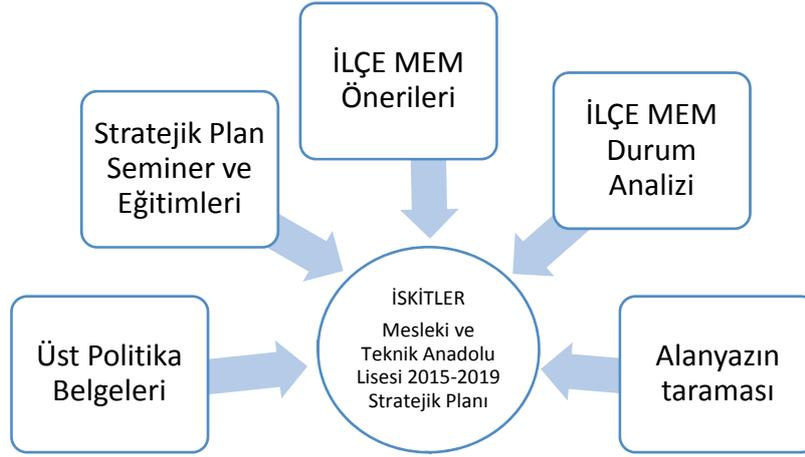 İLÇE MEM
Önerileri
Stratejik Plan
Seminer ve
Eğitimleri
İLÇE MEM
Durum
Analizi
Üst Politika
Belgeleri
İSKİTLER
Mesleki ve
Teknik Anadolu
Lisesi 2015-2019
Stratejik Planı
Alanyazın
taraması